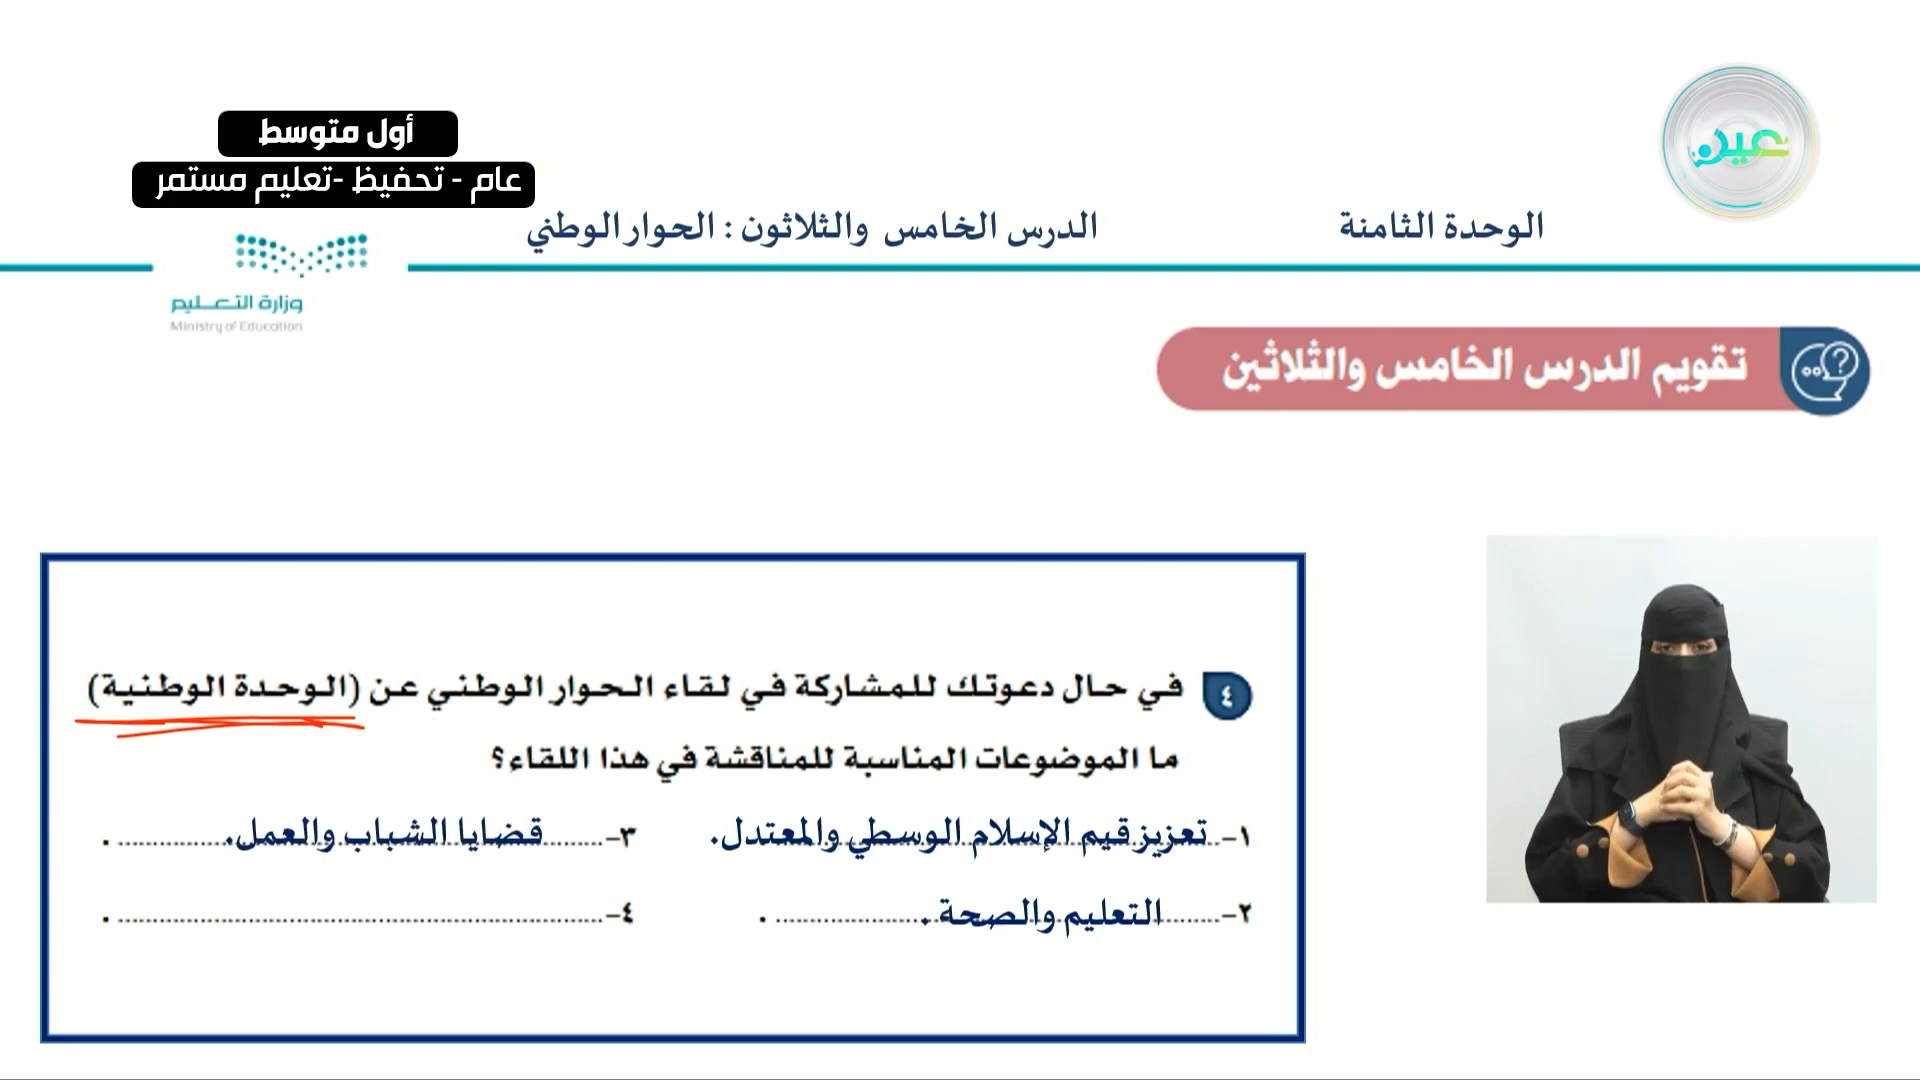 أول متوسط
عام - تحفيظ -تعليم مستمر
عين
الوحدة الثامنة
الدرس الخامس والثلاثون : الحوار الوطني
وزارة التعليم
Ministry of Education
تقويم الدرس الخامس والثلاثين
٤ في حال دعوتك للمشاركة في لقاء الحوار الوطني عن (الوحدة الوطنية)
ما الموضوعات المناسبة للمناقشة في هذا اللقاء؟
١- تعزيز قيم الإسلام الوسطي والمعتدل.
٢- التعليم والصحة .
٣- قضايا الشباب والعمل.
٤-